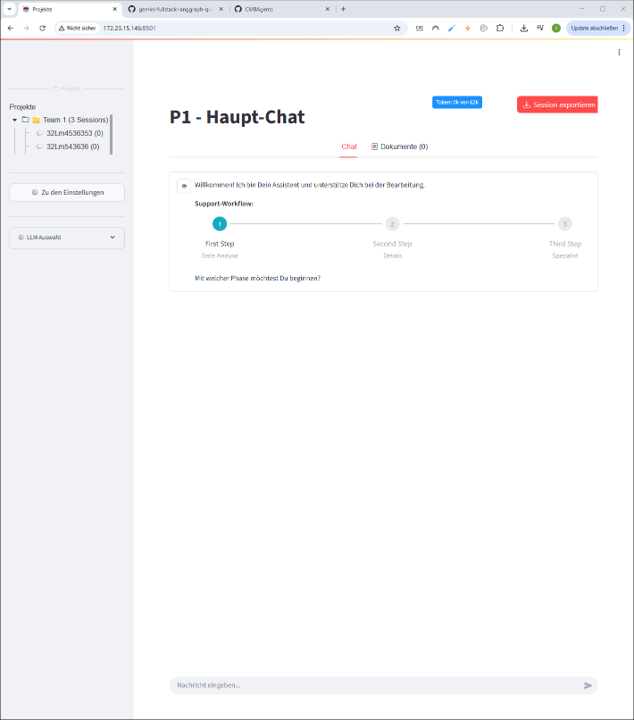 Projekte
gemini-fullstack-langgraph-qui
CMBAgents
Nicht sicher 172.23.15.146:8501
Update abschließen
Projekte
Projekte
Team 1 (3 Sessions)
32Lm4536353 (0)
32Lm543636 (0)
Zu den Einstellungen
LLM Auswahl
Token: 0k von 62k
Session exportieren
P1 - Haupt-Chat
Chat
Dokumente (0)
Willkommen! Ich bin Dein Assistent und unterstütze Dich bei der Bearbeitung.
Support-Workflow:
1 2 3
First Step Second Step Third Step
Erste Analyse Details Spezialist
Mit welcher Phase möchtest Du beginnen?
Nachricht eingeben...